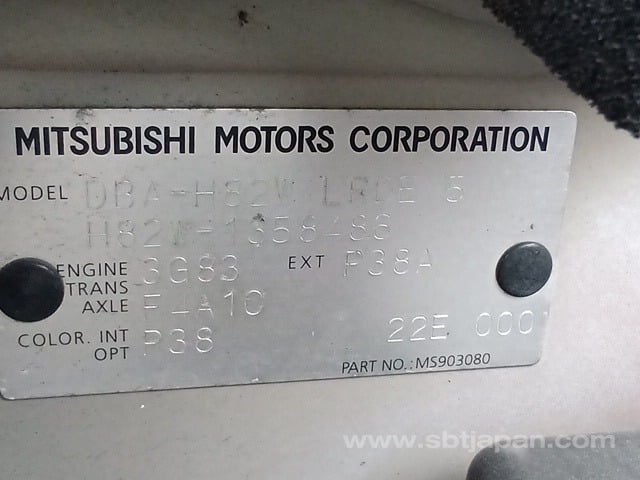 MITSUBISHI MOTORS CORPORATION
MODEL DBA-H82W LRDE 5
H82W-1358486
ENGINE 3G83 EXT P38A
TRANS
AXLE F4A1C
COLOR. INT P38 22E 000
OPT
PART NO.:MS903080
www.sbtjapan.com